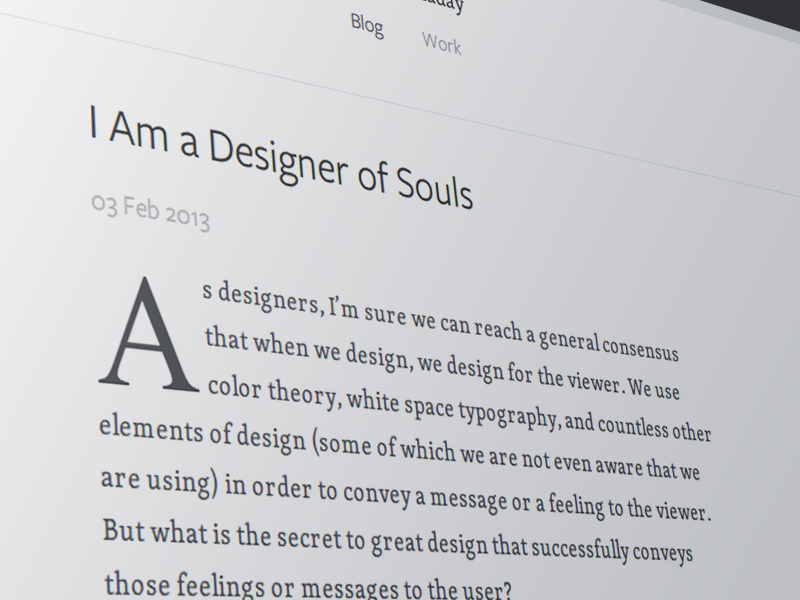 Blog Work
I Am a Designer of Souls
03 Feb 2013
As designers, I'm sure we can reach a general consensus
that when we design, we design for the viewer. We use
color theory, white space typography, and countless other
elements of design (some of which we are not even aware that we
are using) in order to convey a message or a feeling to the viewer.
But what is the secret to great design that successfully conveys
those feelings or messages to the user?